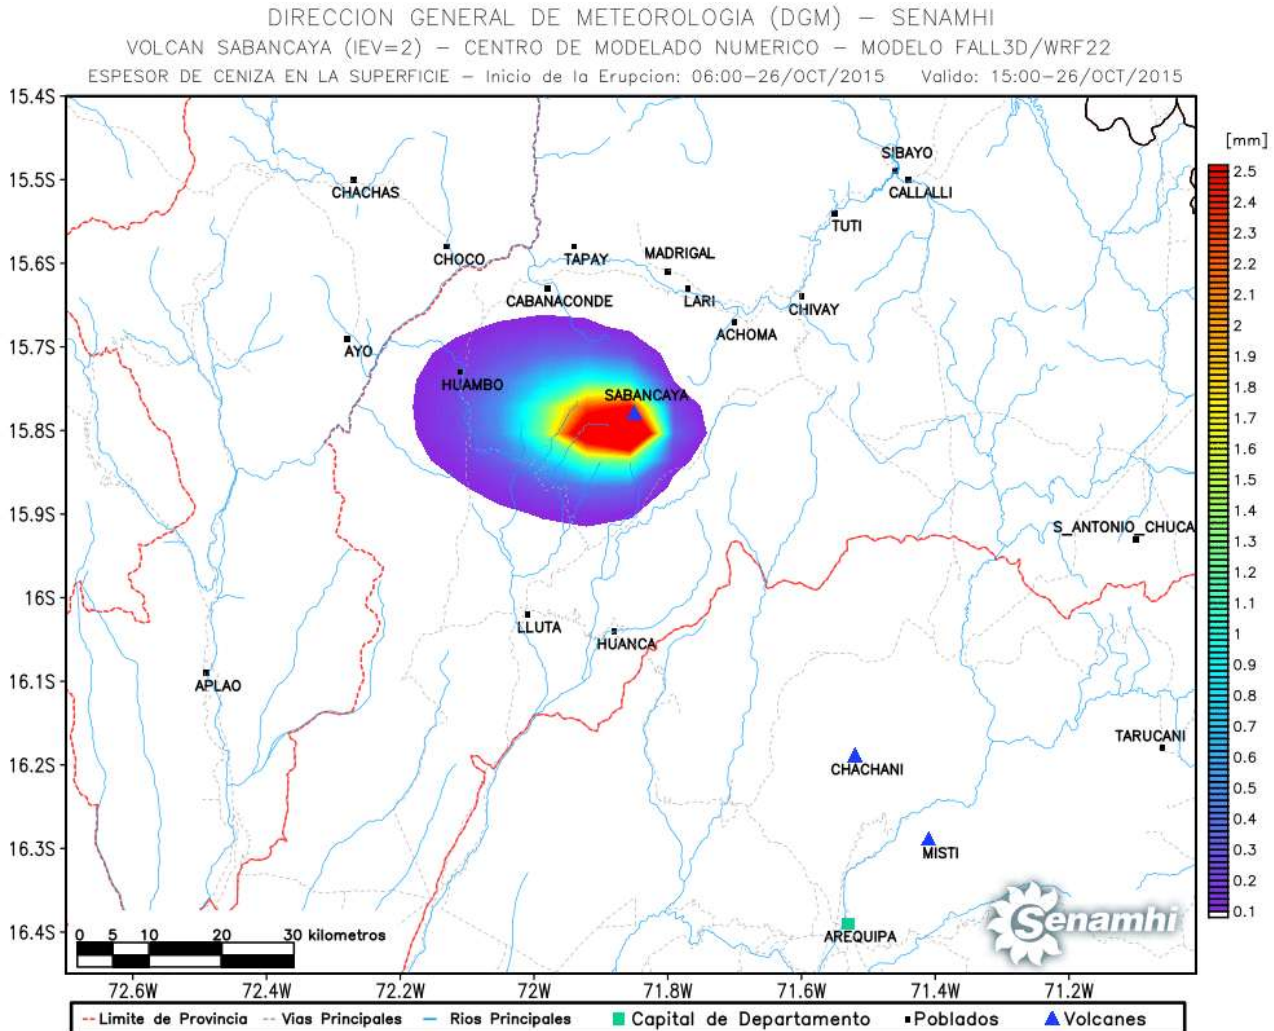 DIRECCION GENERAL DE METEOROLOGIA (DGM) – SENAMHI
VOLCAN SABANCAYA (IEV=2) – CENTRO DE MODELADO NUMERICO – MODELO FALL3D/WRF22
ESPESOR DE CENIZA EN LA SUPERFICIE – Inicio de la Erupcion: 06:00–26/OCT/2015 Valido: 15:00–26/OCT/2015
15.4S
[mm]
SIBAYO
2.5
15.5S
CHACHAS
CALLALLI
2.4
TUTI
2.3
CHOCO
TAPAY
MADRIGAL
2.2
15.6S
CABANACONDE
LARI
CHIVAY
2.1
ACHOMA
2
15.7S
AYO
1.9
HUAMBO
SABANCAYA
1.8
1.7
15.8S
1.6
1.5
15.9S
1.4
S_ANTONIO_CHUCA
1.3
1.2
16S
1.1
LLUTA
HUANCA
1
0.9
16.1S
APLAO
0.8
0.7
TARUCANI
16.2S
CHACHANI
0.6
0.5
0.4
16.3S
MISTI
0.3
0.2
0.1
16.4S
0 5 10 20 30 kilometros
AREQUIPA
Senamhi
72.6W 72.4W 72.2W 72W 71.8W 71.6W 71.4W 71.2W
Limite de Provincia Vias Principales Rios Principales Capital de Departamento Poblados Volcanes